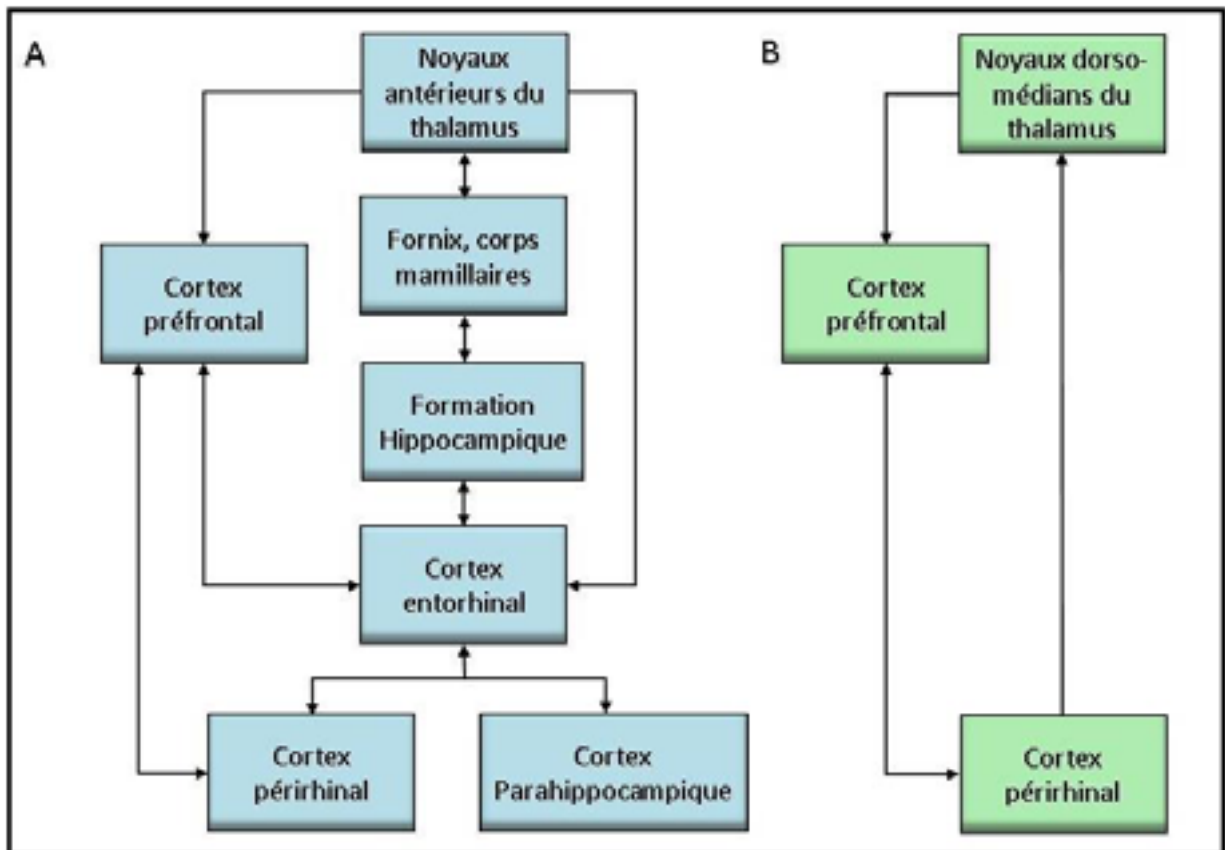 A
Noyaux
antérieurs du
thalamus
Fornix, corps
mamillaires
Cortex
préfrontal
Formation
Hippocampique
Cortex
entorhinal
Cortex
périrhinal
Cortex
Parahippocampique
B
Noyaux dorso-
médians du
thalamus
Cortex
préfrontal
Cortex
périrhinal